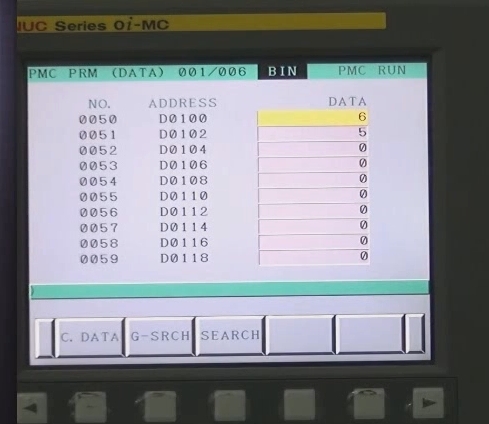 NUC Series 0i-MC
PMC PRM (DATA) 001/006 BIN PMC RUN
NO. ADDRESS DATA
0050 D0100 6
0051 D0102 5
0052 D0104 0
0053 D0106 0
0054 D0108 0
0055 D0110 0
0056 D0112 0
0057 D0114 0
0058 D0116 0
0059 D0118 0
)
C. DATA G-SRCH SEARCH